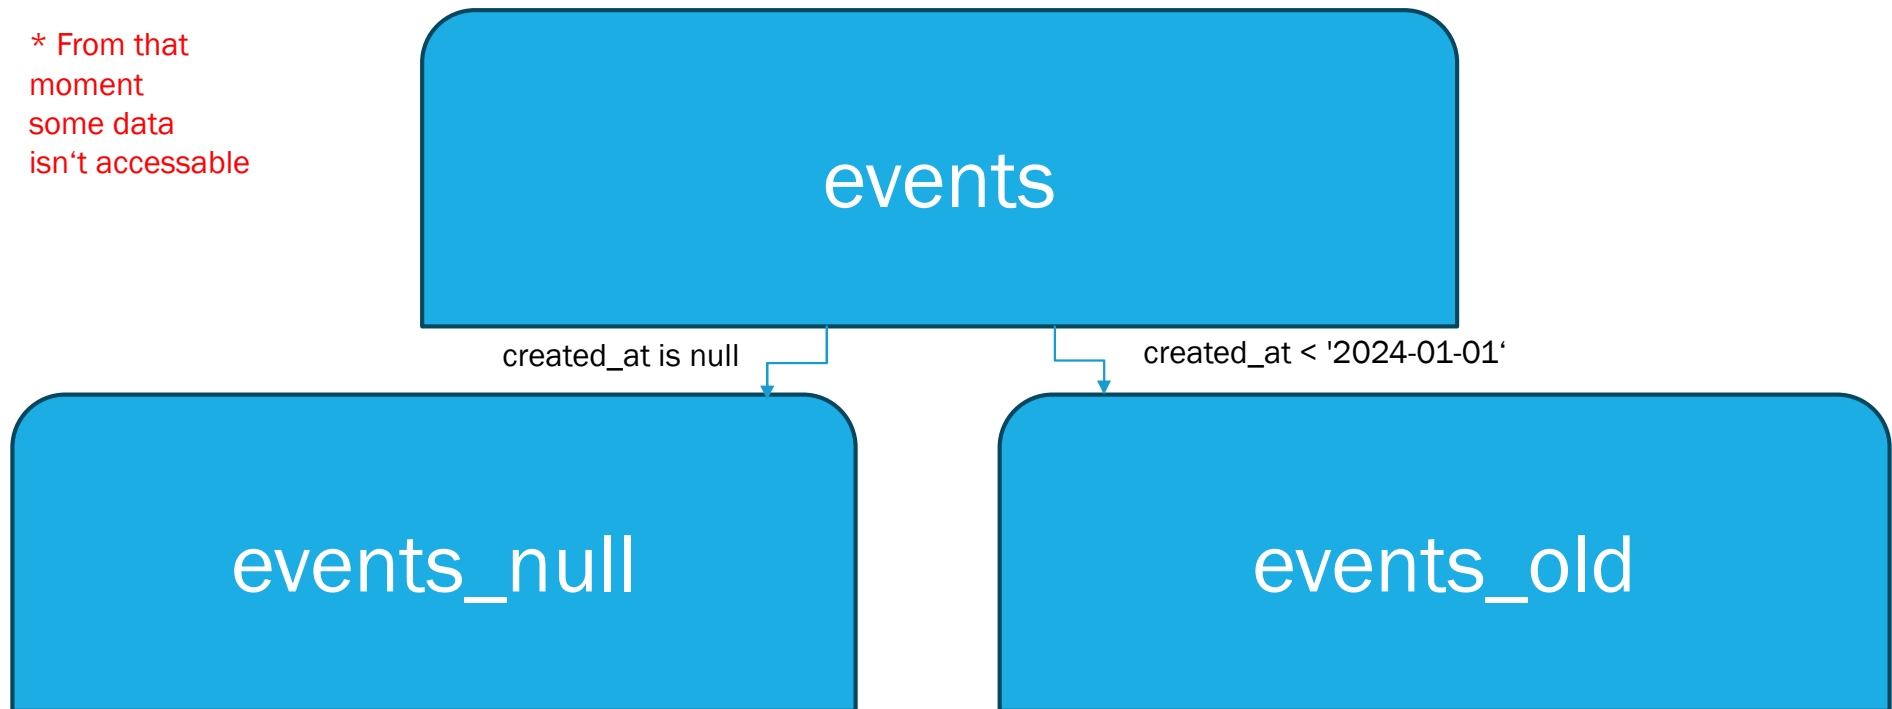 * From that
moment
some data
isn‘t accessable
events
created_at is null
created_at < '2024-01-01‘
events_null
events_old